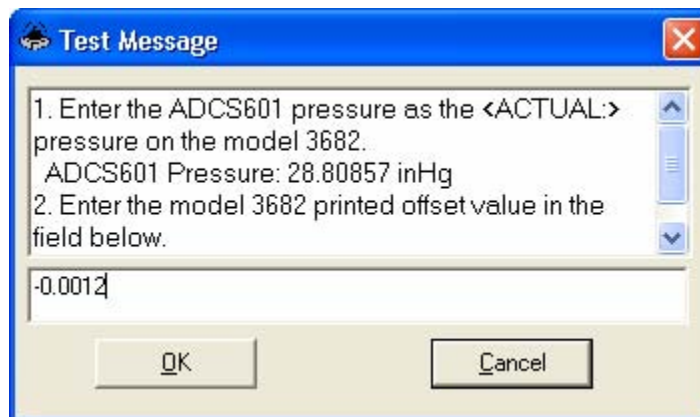 Test Message
1. Enter the ADCS601 pressure as the <ACTUAL:>
pressure on the model 3682.
ADCS601 Pressure: 28.80857 inHg
2. Enter the model 3682 printed offset value in the
field below.
-0.0012
OK
Cancel